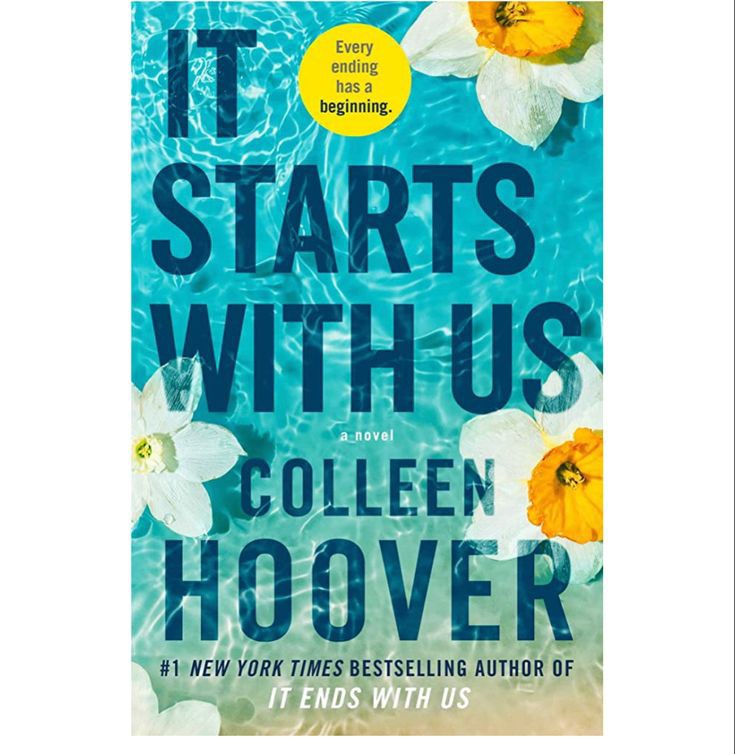 IT
Every
ending
has a
beginning.
STARTS
WITH US
a novel
COLLEEN
HOOVER
#1 NEW YORK TIMES BESTSELLING AUTHOR OF
IT ENDS WITH US